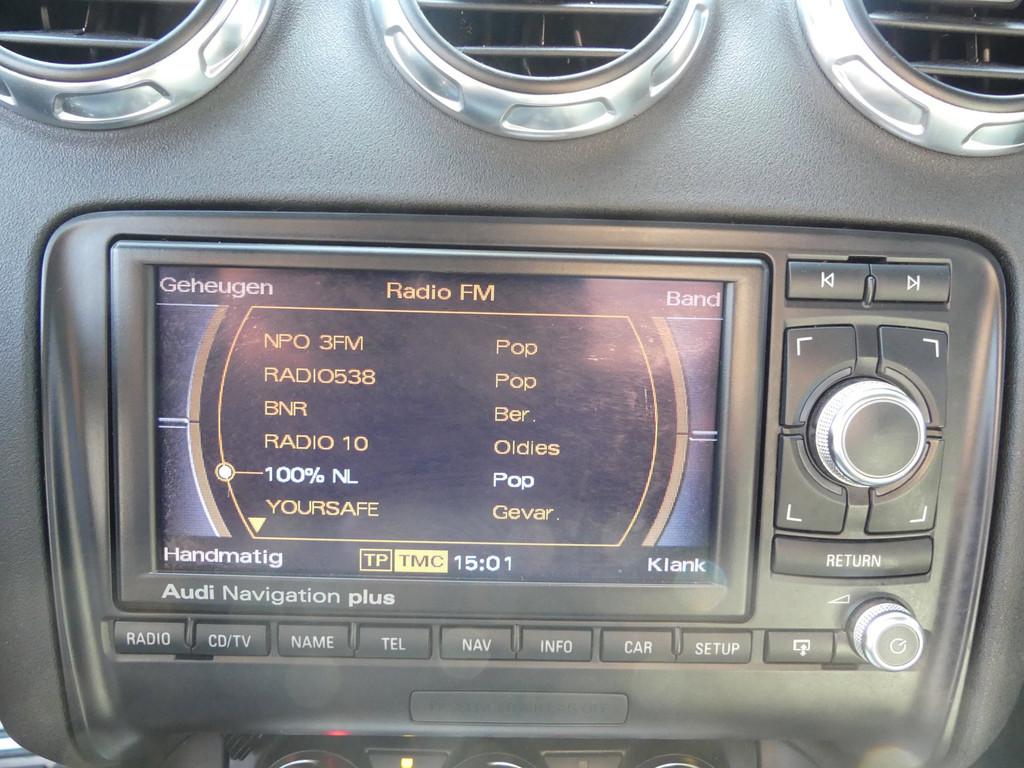 Geheugen Radio FM Band
NPO 3FM Pop
RADIO538 Pop
BNR Ber.
RADIO 10 Oldies
100% NL Pop
YOURSAFE Gevar.
Handmatig TP TMC 15:01 Klank
RETURN
Audi Navigation plus
RADIO CD/TV NAME TEL NAV INFO CAR SETUP